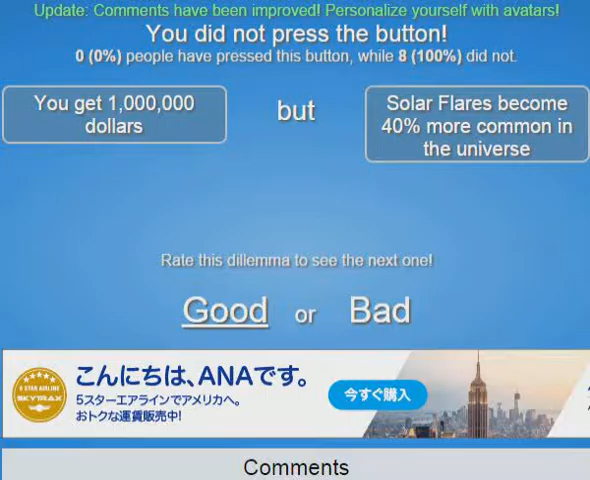 Update: Comments have been improved! Personalize yourself with avatars!
You did not press the button!
0 (0%) people have pressed this button, while 8 (100%) did not.
You get 1,000,000
dollars
but
Solar Flares become
40% more common in
the universe
Rate this dillemma to see the next one!
Good or Bad
5 STAR AIRLINE
SKYTRAX
こんにちは、ANAです。
5スターエアラインでアメリカへ。
おトクな運賃販売中!
今すぐ購入
Comments